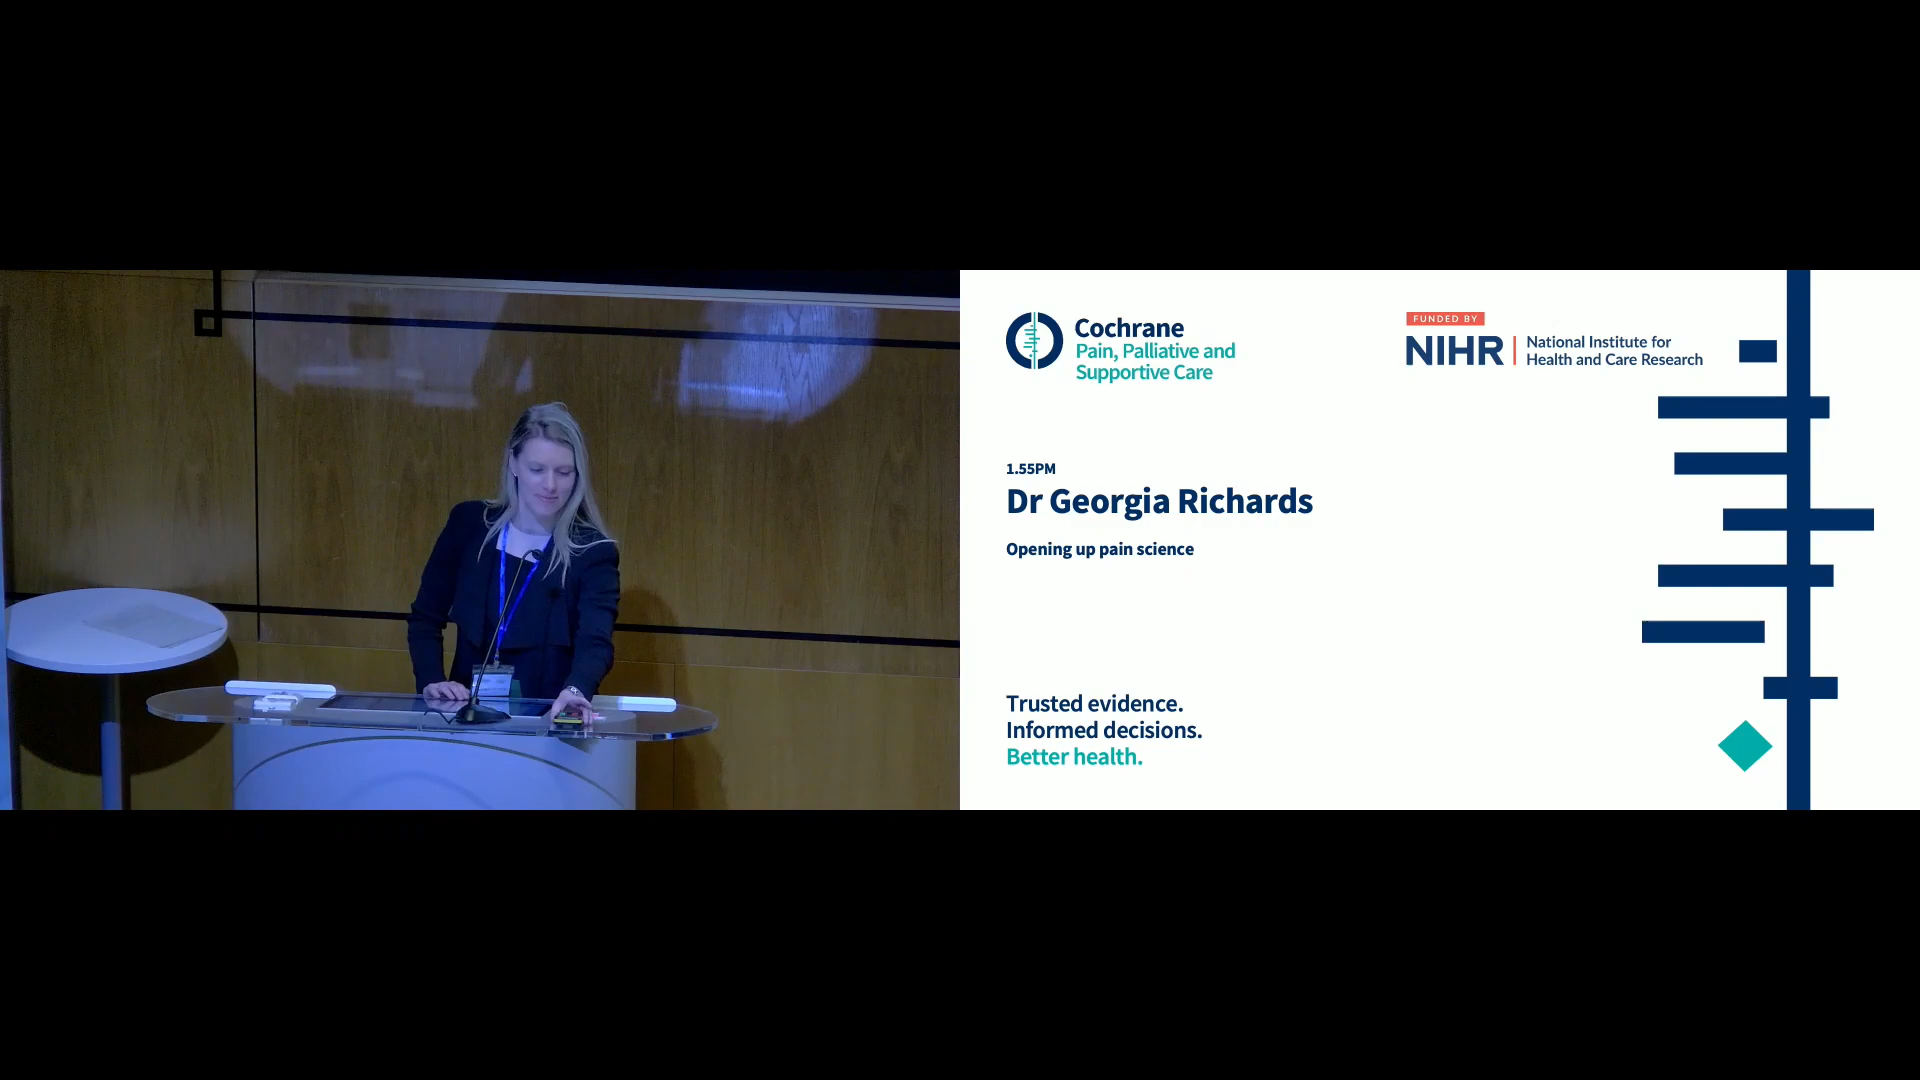 Cochrane
Pain, Palliative and
Supportive Care
FUNDED BY
NIHR | National Institute for
Health and Care Research
1.55PM
Dr Georgia Richards
Opening up pain science
Trusted evidence.
Informed decisions.
Better health.